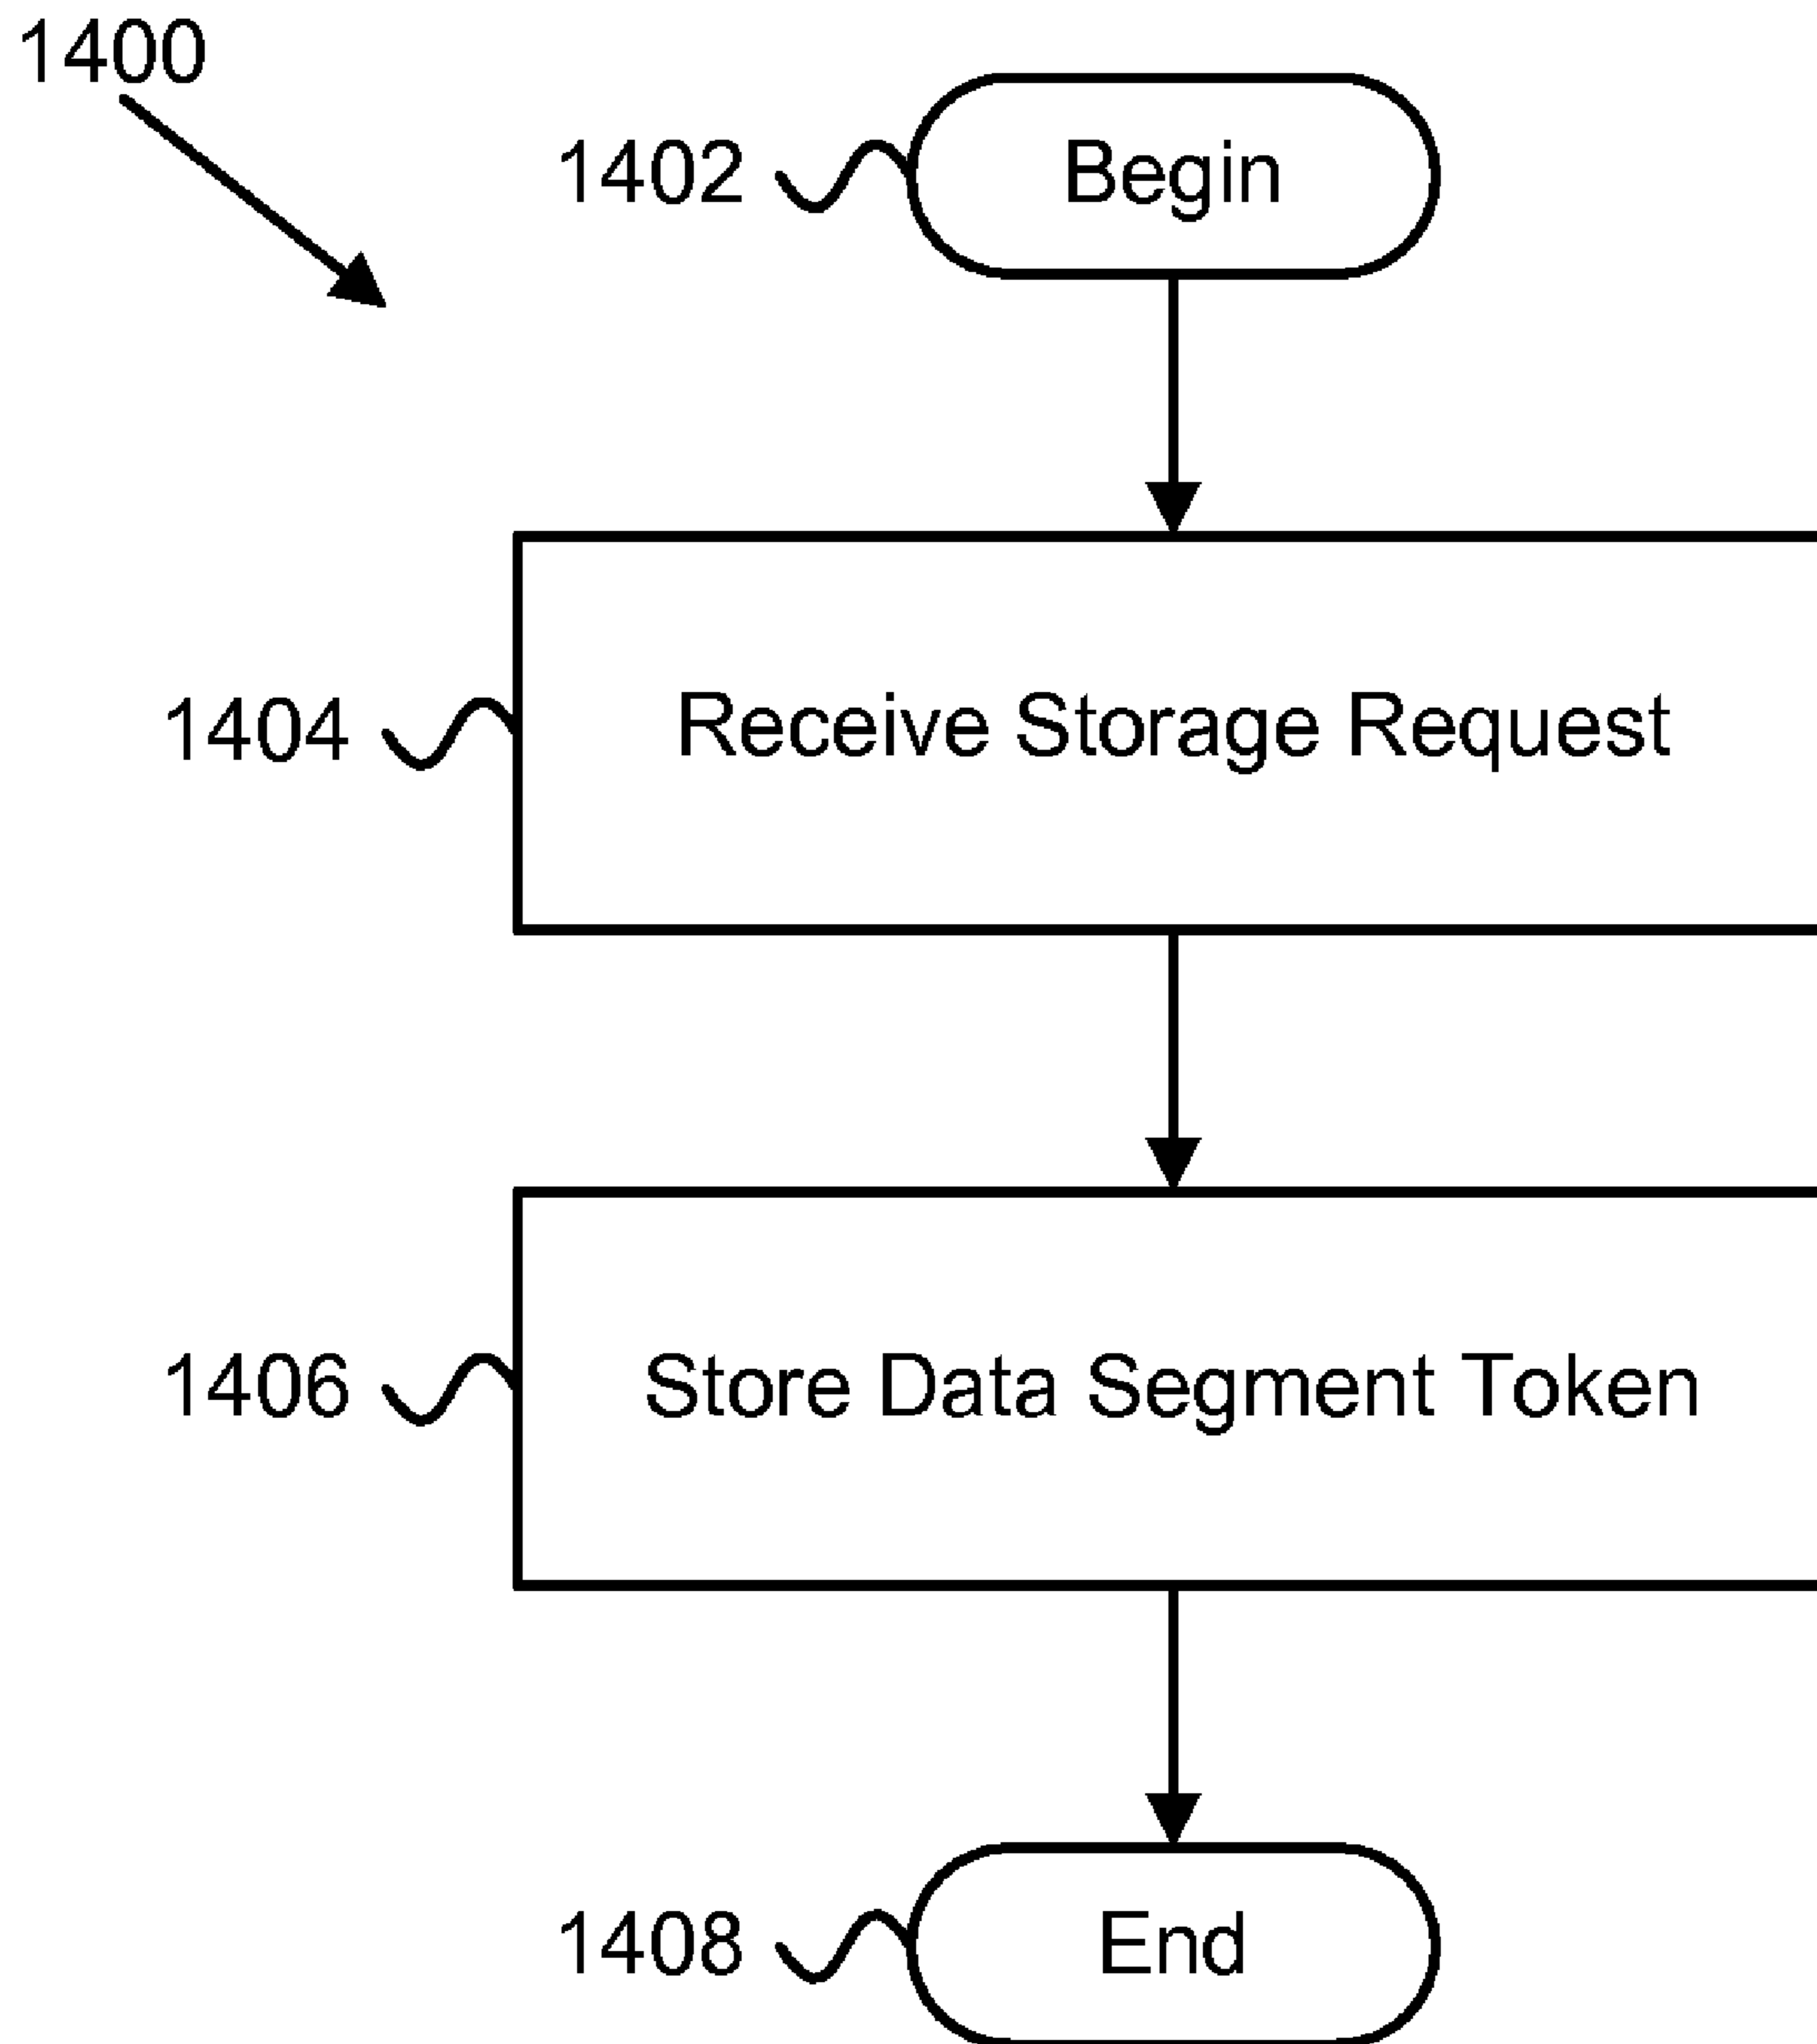 1400
1402 Begin
1404 Receive Storage Request
1406 Store Data Segment Token
1408 End